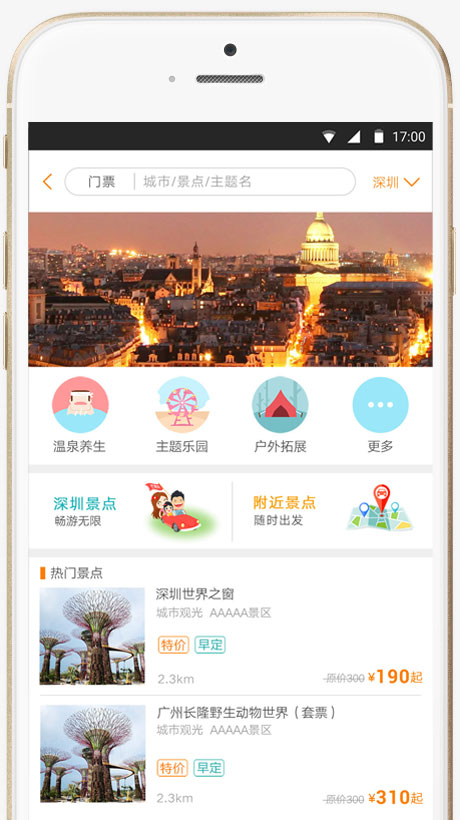 17:00
门票 城市/景点/主题名 深圳
温泉养生 主题乐园 户外拓展 更多
深圳景点 附近景点
畅游无限 随时出发
热门景点
深圳世界之窗
城市观光 AAAAA景区
特价 早定
2.3km 原价300 ¥190起
广州长隆野生动物世界（套票）
城市观光 AAAAA景区
特价 早定
2.3km 原价300 ¥310起